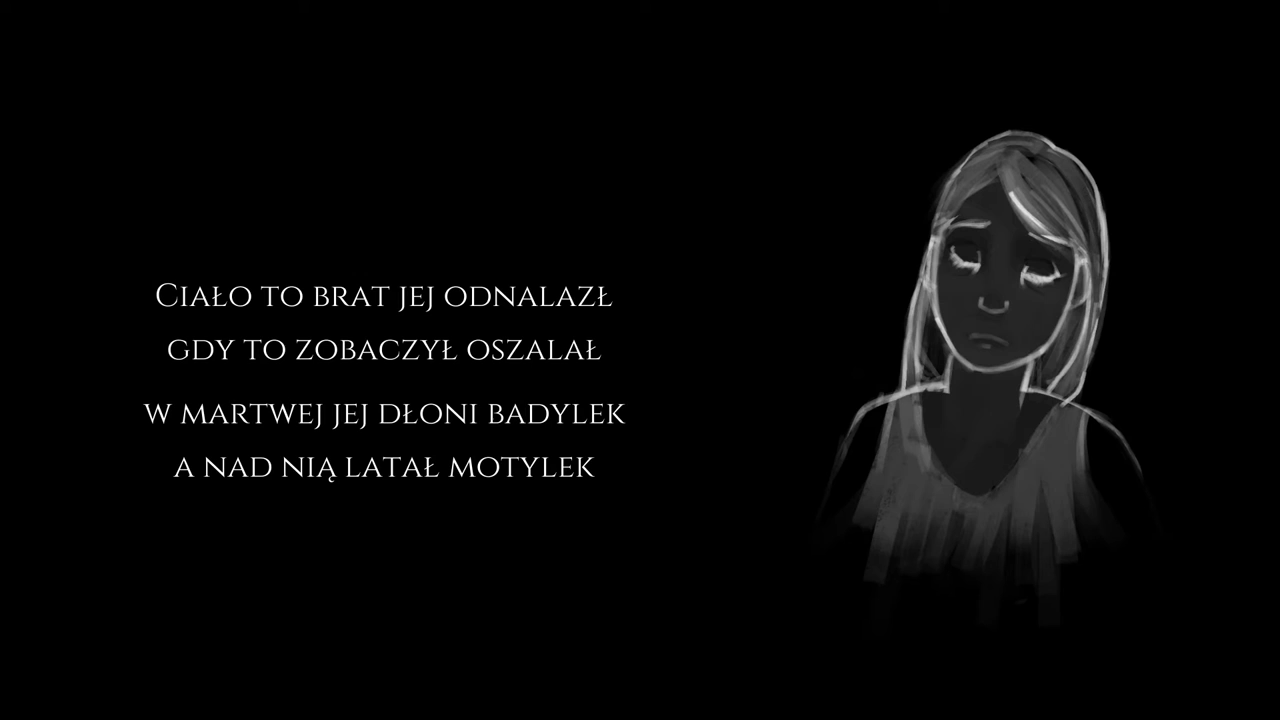 Ciało to brat jej odnalazł
gdy to zobaczył oszalał
w martwej jej dłoni badylek
a nad nią latał motylek